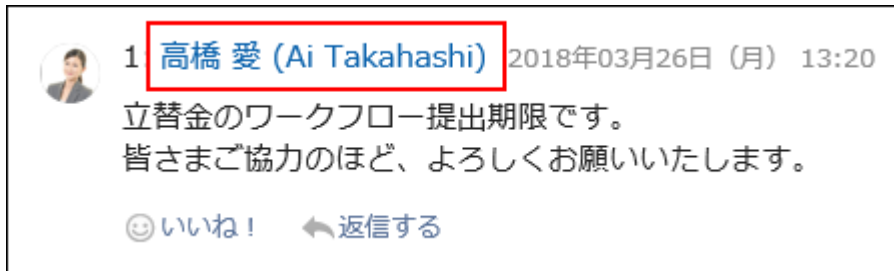 1: 高橋 愛 (Ai Takahashi) 2018年03月26日（月） 13:20
立替金のワークフロー提出期限です。
皆さまご協力のほど、よろしくお願いいたします。
いいね！ 返信する